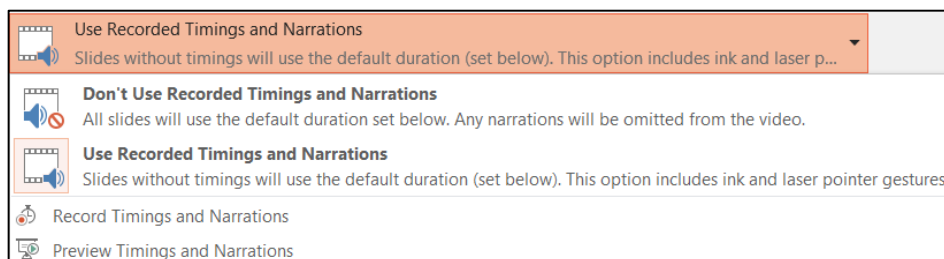 Use Recorded Timings and Narrations
Slides without timings will use the default duration (set below). This option includes ink and laser p...
Don't Use Recorded Timings and Narrations
All slides will use the default duration set below. Any narrations will be omitted from the video.
Use Recorded Timings and Narrations
Slides without timings will use the default duration (set below). This option includes ink and laser pointer gestures
Record Timings and Narrations
Preview Timings and Narrations